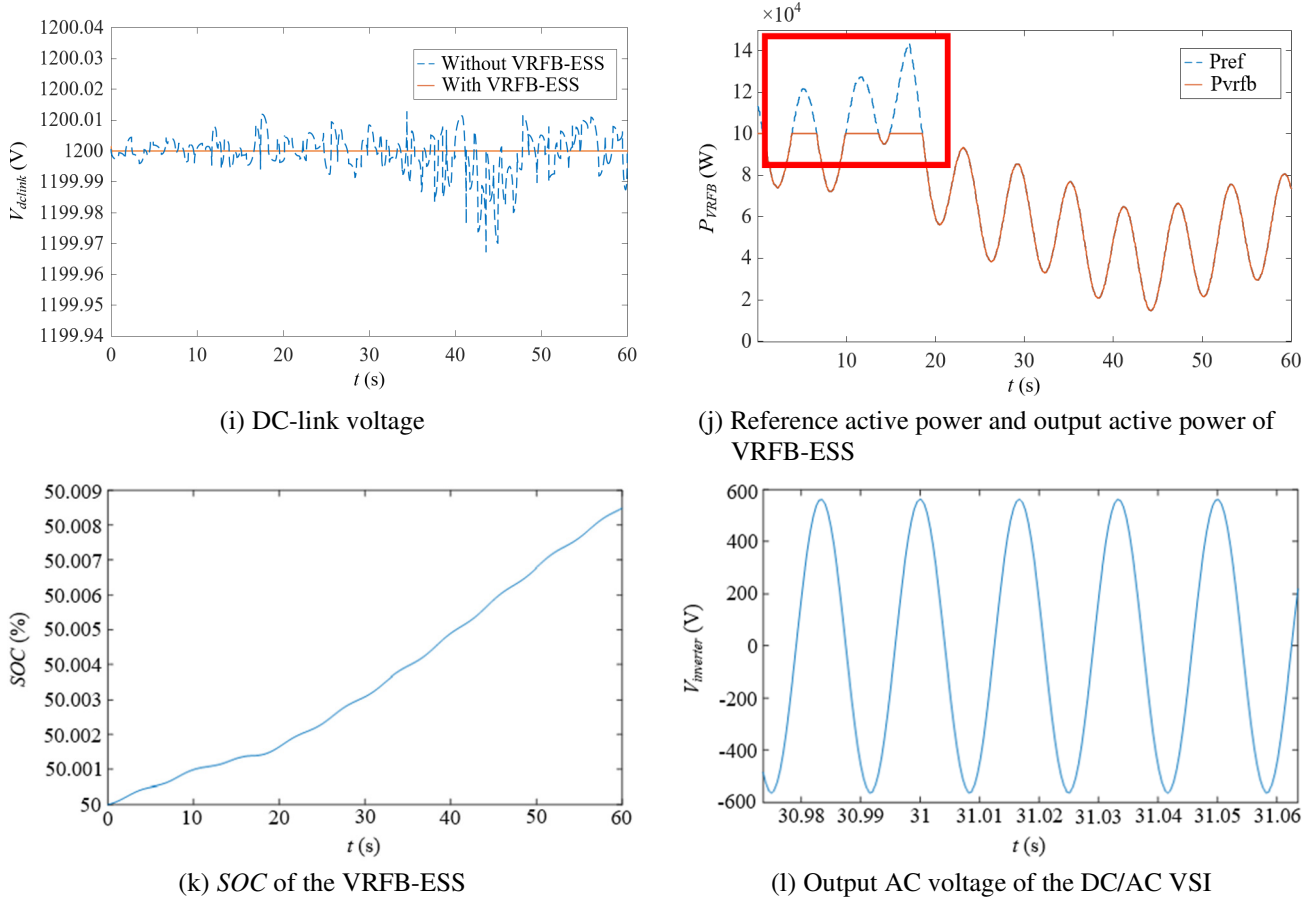 1200.04
1200.03
1200.02
1200.01
1200
1199.99
1199.98
1199.97
1199.96
1199.95
1199.94
V_dclink (V)
Without VRFB-ESS
With VRFB-ESS
0 10 20 30 40 50 60
t (s)
(i) DC-link voltage
×10⁴
14
12
10
8
6
4
2
0
P_VRFB (W)
Pref
Pvrfb
10 20 30 40 50 60
t (s)
(j) Reference active power and output active power of
VRFB-ESS
50.009
50.008
50.007
50.006
50.005
50.004
50.003
50.002
50.001
50
SOC (%)
0 10 20 30 40 50 60
t (s)
(k) SOC of the VRFB-ESS
600
400
200
0
-200
-400
-600
V_inverter (V)
30.98 30.99 31 31.01 31.02 31.03 31.04 31.05 31.06
t (s)
(l) Output AC voltage of the DC/AC VSI